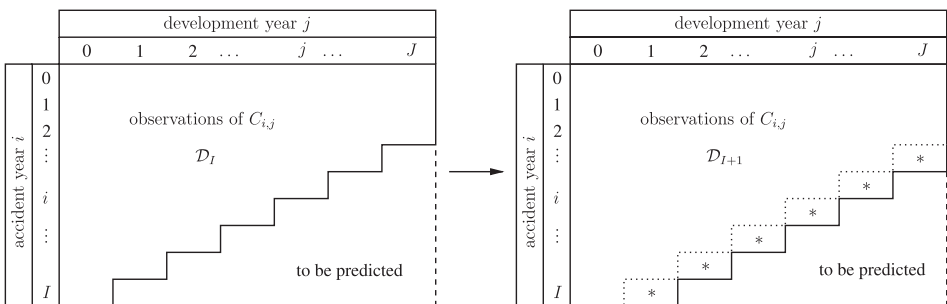 development year j
0 1 2 ... j ... J
accident year i
0
1
2
⋮
i
⋮
I
observations of C_{i,j}
𝒟_I
to be predicted
development year j
0 1 2 ... j ... J
accident year i
0
1
2
⋮
i
⋮
I
observations of C_{i,j}
𝒟_{I+1}
*
*
*
*
*
*
to be predicted